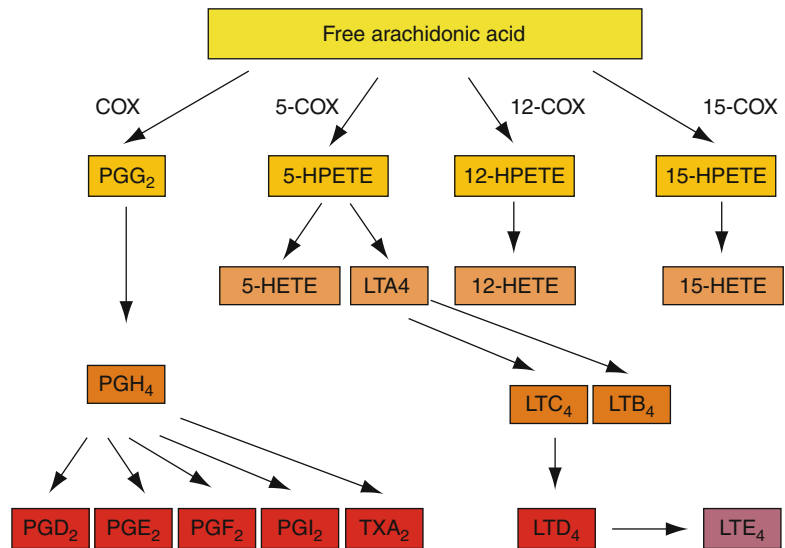 Free arachidonic acid
COX 5-COX 12-COX 15-COX
PGG₂ 5-HPETE 12-HPETE 15-HPETE
5-HETE LTA4 12-HETE 15-HETE
PGH₄ LTC₄ LTB₄
PGD₂ PGE₂ PGF₂ PGI₂ TXA₂ LTD₄ LTE₄